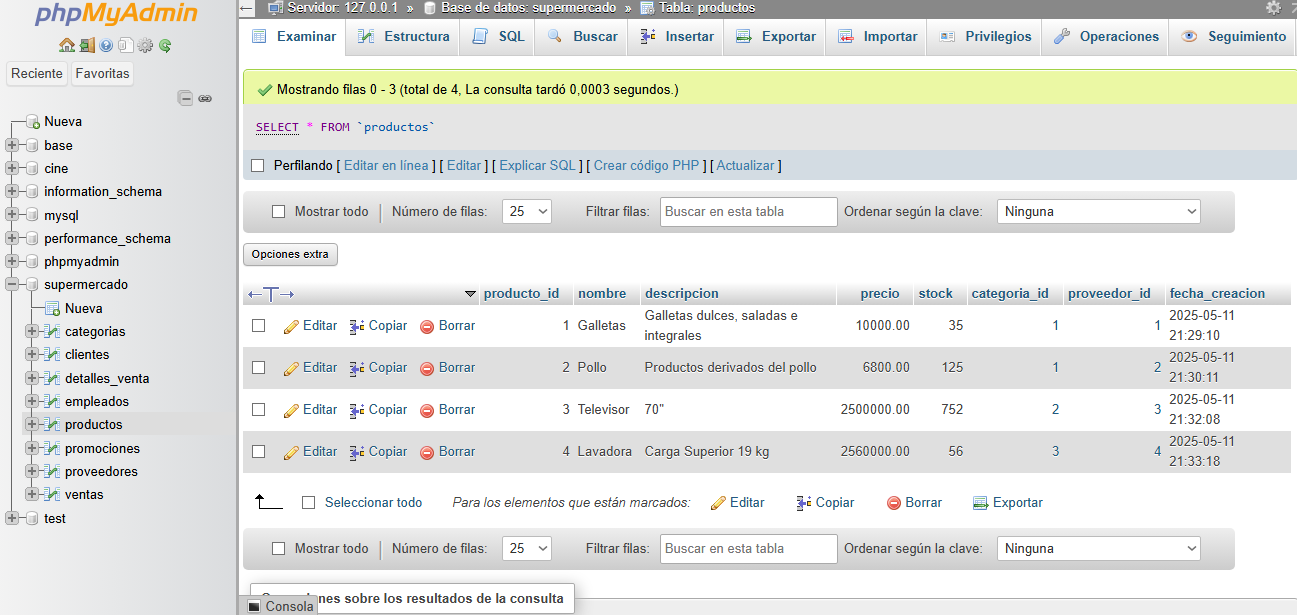 phpMyAdmin
Reciente Favoritas
Nueva
base
cine
information_schema
mysql
performance_schema
phpmyadmin
supermercado
Nueva
categorias
clientes
detalles_venta
empleados
productos
promociones
proveedores
ventas
test
Servidor: 127.0.0.1 » Base de datos: supermercado » Tabla: productos
Examinar Estructura SQL Buscar Insertar Exportar Importar Privilegios Operaciones Seguimiento
Mostrando filas 0 - 3 (total de 4, La consulta tardó 0,0003 segundos.)
SELECT * FROM `productos`
Perfilando [ Editar en línea ] [ Editar ] [ Explicar SQL ] [ Crear código PHP ] [ Actualizar ]
Mostrar todo | Número de filas: 25 Filtrar filas: Buscar en esta tabla Ordenar según la clave: Ninguna
Opciones extra
producto_id nombre descripcion precio stock categoria_id proveedor_id fecha_creacion
Editar Copiar Borrar 1 Galletas Galletas dulces, saladas e integrales 10000.00 35 1 1 2025-05-11 21:29:10
Editar Copiar Borrar 2 Pollo Productos derivados del pollo 6800.00 125 1 2 2025-05-11 21:30:11
Editar Copiar Borrar 3 Televisor 70" 2500000.00 752 2 3 2025-05-11 21:32:08
Editar Copiar Borrar 4 Lavadora Carga Superior 19 kg 2560000.00 56 3 4 2025-05-11 21:33:18
Seleccionar todo Para los elementos que están marcados: Editar Copiar Borrar Exportar
Mostrar todo | Número de filas: 25 Filtrar filas: Buscar en esta tabla Ordenar según la clave: Ninguna
sobre los resultados de la consulta
Consola